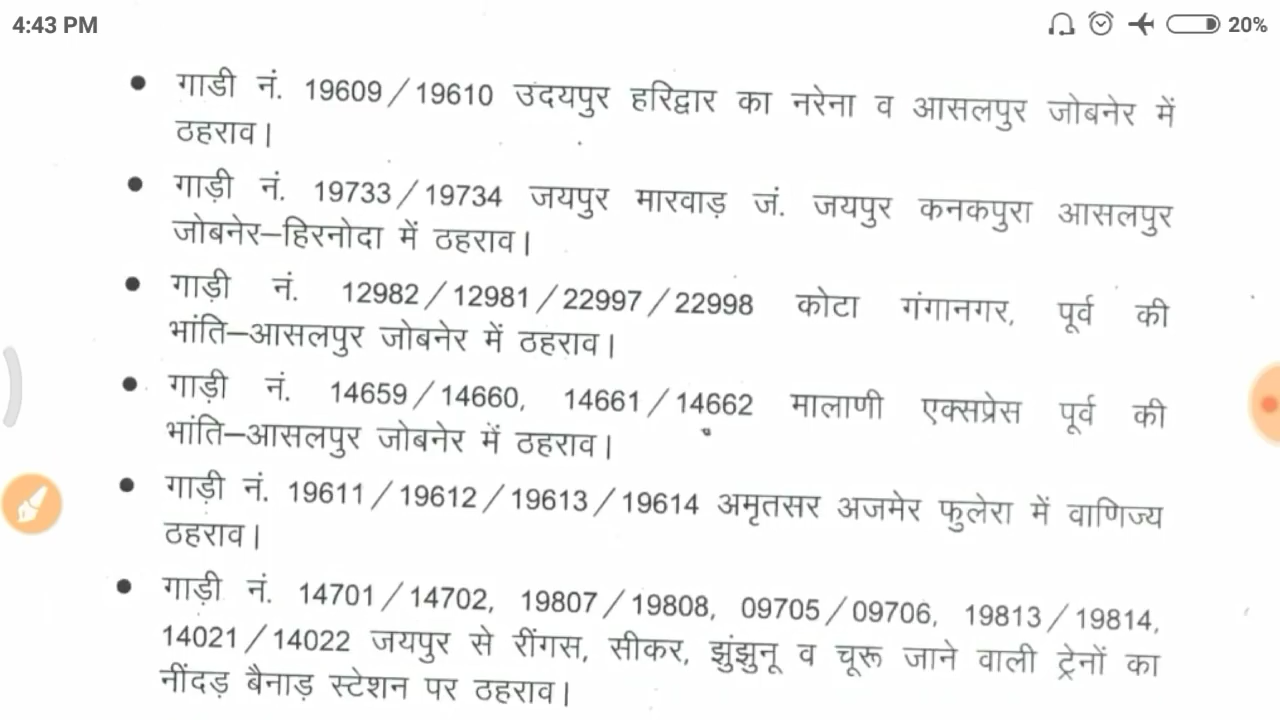 4:43 PM 20%
• गाडी नं. 19609/19610 उदयपुर हरिद्वार का नरेना व आसलपुर जोबनेर में
ठहराव।
• गाड़ी नं. 19733/19734 जयपुर मारवाड़ जं. जयपुर कनकपुरा आसलपुर
जोबनेर–हिरनोदा में ठहराव।
• गाड़ी नं. 12982/12981/22997/22998 कोटा गंगानगर, पूर्व की
भांति–आसलपुर जोबनेर में ठहराव।
• गाड़ी नं. 14659/14660, 14661/14662 मालाणी एक्सप्रेस पूर्व की
भांति–आसलपुर जोबनेर में ठहराव।
• गाड़ी नं. 19611/19612/19613/19614 अमृतसर अजमेर फुलेरा में वाणिज्य
ठहराव।
• गाड़ी नं. 14701/14702, 19807/19808, 09705/09706, 19813/19814,
14021/14022 जयपुर से रींगस, सीकर, झुंझुनू व चूरू जाने वाली ट्रेनों का
नींदड़ बैनाड़ स्टेशन पर ठहराव।